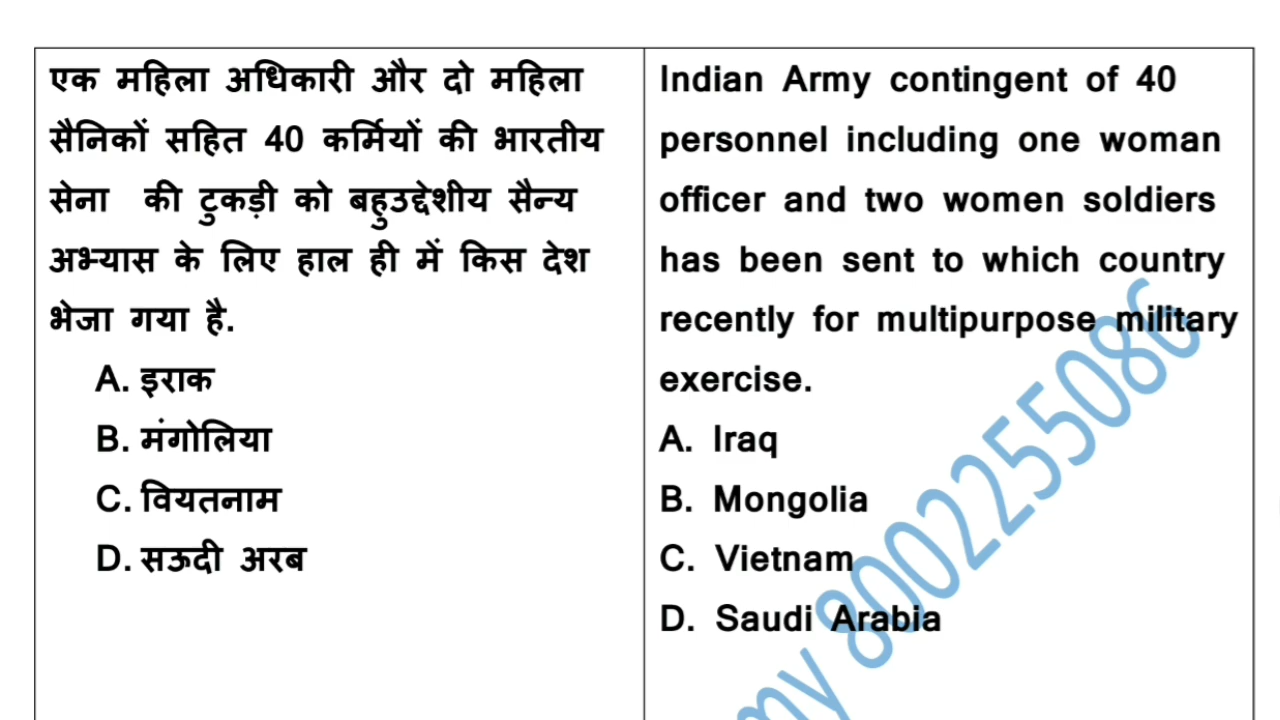 एक महिला अधिकारी और दो महिला
सैनिकों सहित 40 कर्मियों की भारतीय
सेना की टुकड़ी को बहुउद्देशीय सैन्य
अभ्यास के लिए हाल ही में किस देश
भेजा गया है.
A. इराक
B. मंगोलिया
C. वियतनाम
D. सऊदी अरब
Indian Army contingent of 40
personnel including one woman
officer and two women soldiers
has been sent to which country
recently for multipurpose military
exercise.
A. Iraq
B. Mongolia
C. Vietnam
D. Saudi Arabia
my 8002255086